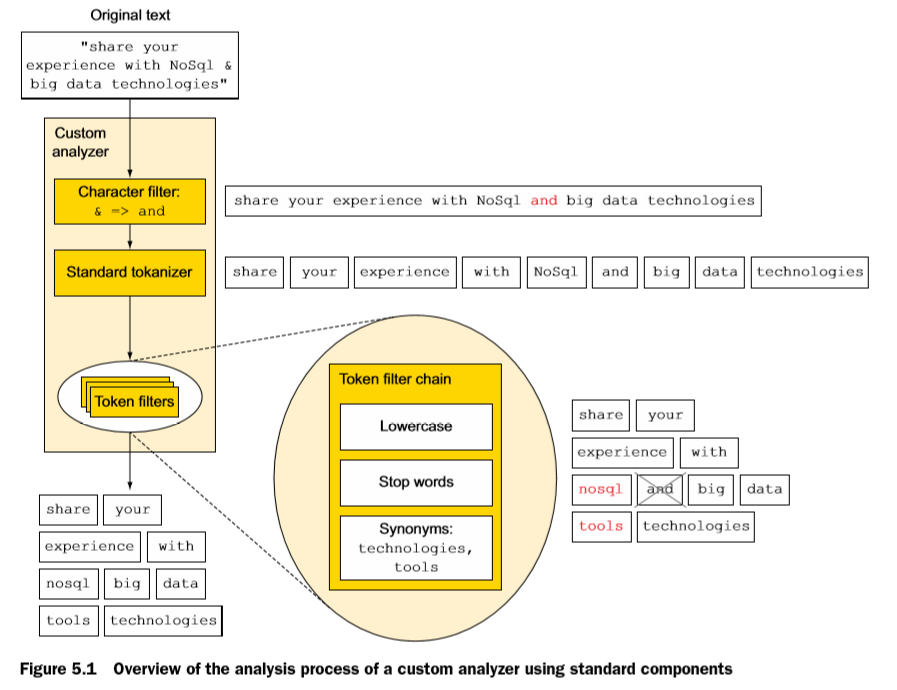 Original text
"share your
experience with NoSql &
big data technologies"
Custom
analyzer
Character filter:
& => and
share your experience with NoSql and big data technologies
Standard tokanizer
share your experience with NoSql and big data technologies
Token filters
Token filter chain
Lowercase
Stop words
Synonyms:
technologies,
tools
share your
experience with
nosql and big data
tools technologies
share your
experience with
nosql big data
tools technologies
Figure 5.1 Overview of the analysis process of a custom analyzer using standard components